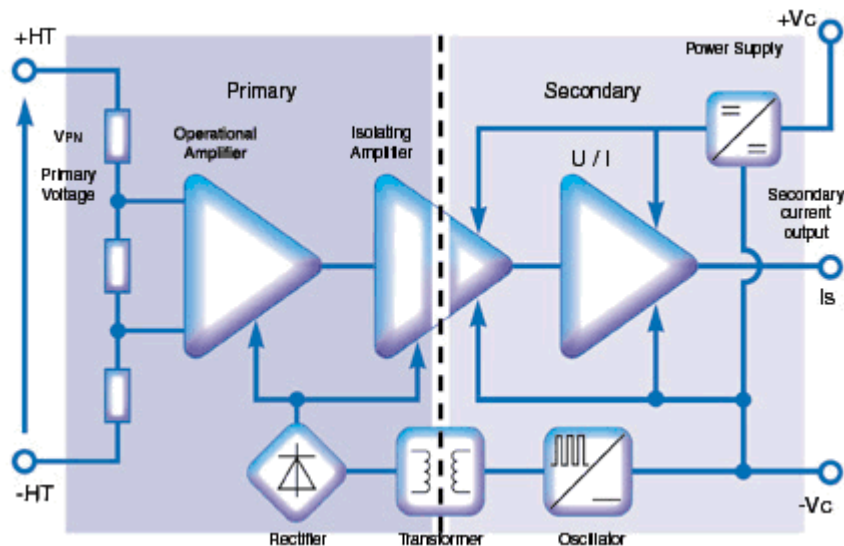 +HT
+Vc
Power Supply
Primary
Secondary
Operational
Amplifier
Isolating
Amplifier
VPN
Primary
Voltage
U / I
Secondary
current
output
Is
-HT
-Vc
Rectifier
Transformer
Oscillator